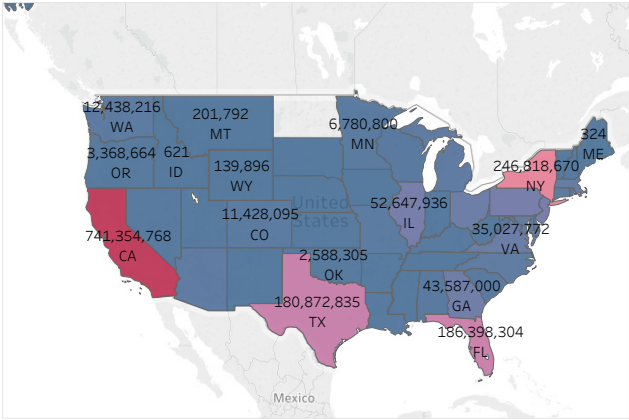 12,438,216
WA
201,792
MT
6,780,800
MN
324
ME
3,368,664
OR
621
ID
139,896
WY
246,818,670
NY
United
States
52,647,936
IL
11,428,095
CO
35,027,772
VA
741,354,768
CA
2,588,305
OK
43,587,000
GA
180,872,835
TX
186,398,304
FL
Mexico